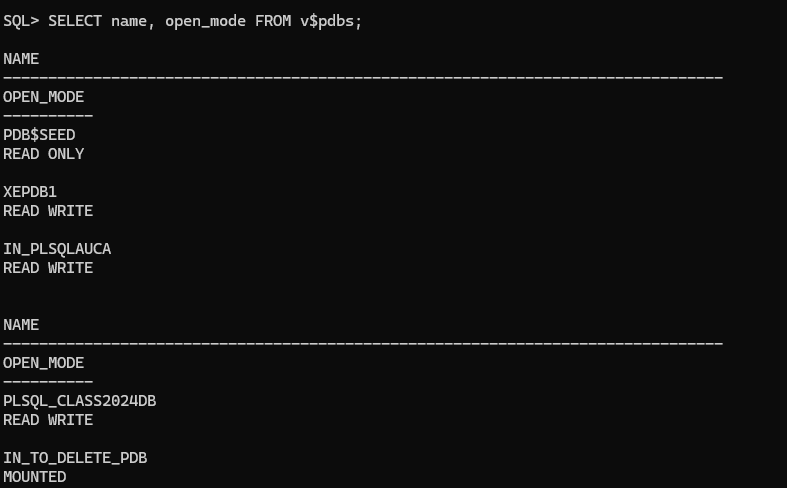 SQL> SELECT name, open_mode FROM v$pdbs;
NAME
--------------------------------------------------------------------------------
OPEN_MODE
----------
PDB$SEED
READ ONLY
XEPDB1
READ WRITE
IN_PLSQLAUCA
READ WRITE
NAME
--------------------------------------------------------------------------------
OPEN_MODE
----------
PLSQL_CLASS2024DB
READ WRITE
IN_TO_DELETE_PDB
MOUNTED